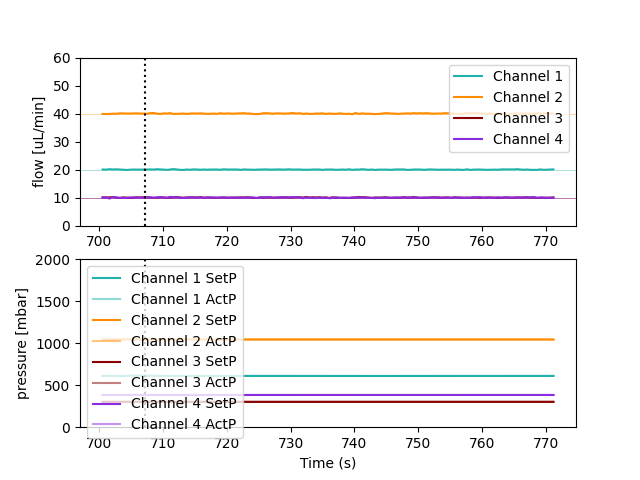 60
50
40
30
20
10
0
flow [uL/min]
Channel 1
Channel 2
Channel 3
Channel 4
700 710 720 730 740 750 760 770
2000
1500
1000
500
0
pressure [mbar]
Channel 1 SetP
Channel 1 ActP
Channel 2 SetP
Channel 2 ActP
Channel 3 SetP
Channel 3 ActP
Channel 4 SetP
Channel 4 ActP
700 710 720 730 740 750 760 770
Time (s)